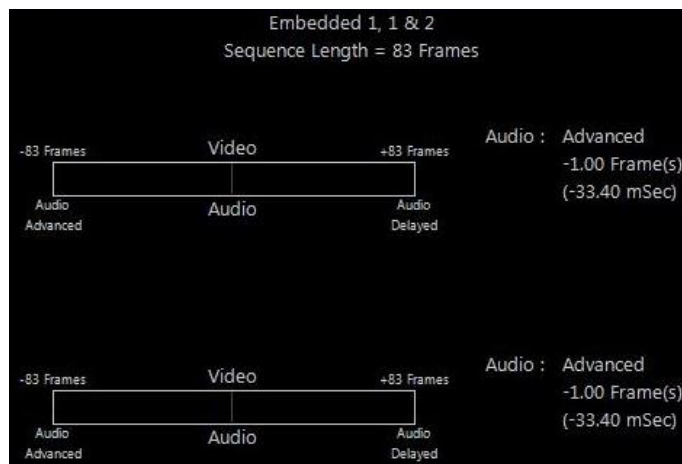 Embedded 1, 1 & 2
Sequence Length = 83 Frames
-83 Frames Video +83 Frames Audio : Advanced
-1.00 Frame(s)
(-33.40 mSec)
Audio Advanced Audio Audio Delayed
-83 Frames Video +83 Frames Audio : Advanced
-1.00 Frame(s)
(-33.40 mSec)
Audio Advanced Audio Audio Delayed